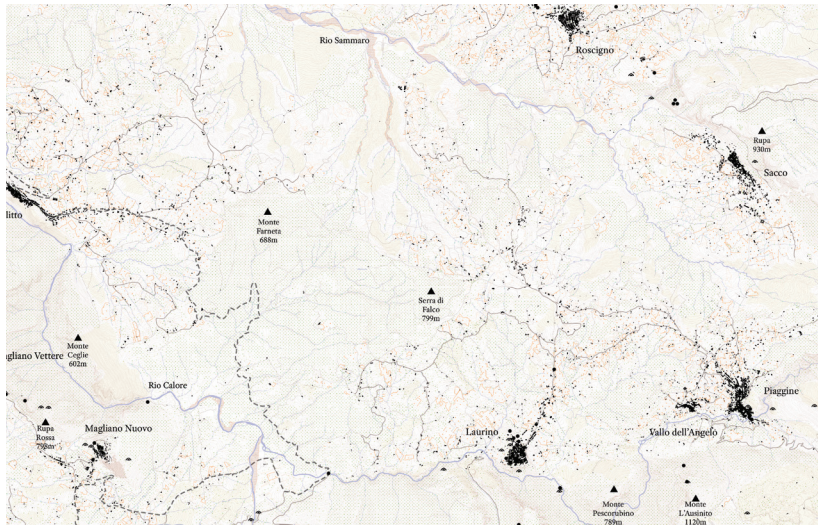 Rio Sammaro
Roscigno
Rupa
930m
Sacco
litto
Monte
Farneta
688m
Serra di
Falco
799m
Monte
Ceglie
602m
agliano Vettere
Rio Calore
Piaggine
Rupa
Rossa
Magliano Nuovo
Laurino
Vallo dell'Angelo
Monte
Pescorubino
789m
Monte
L'Ausinito
1120m